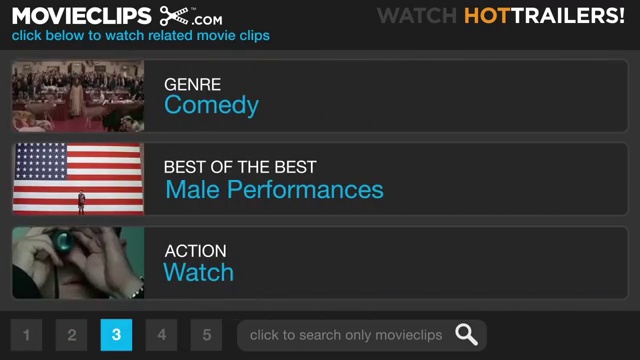 MOVIECLIPS .COM™
WATCH HOTTRAILERS!
click below to watch related movie clips
GENRE
Comedy
BEST OF THE BEST
Male Performances
ACTION
Watch
1 2 3 4 5
click to search only movieclips